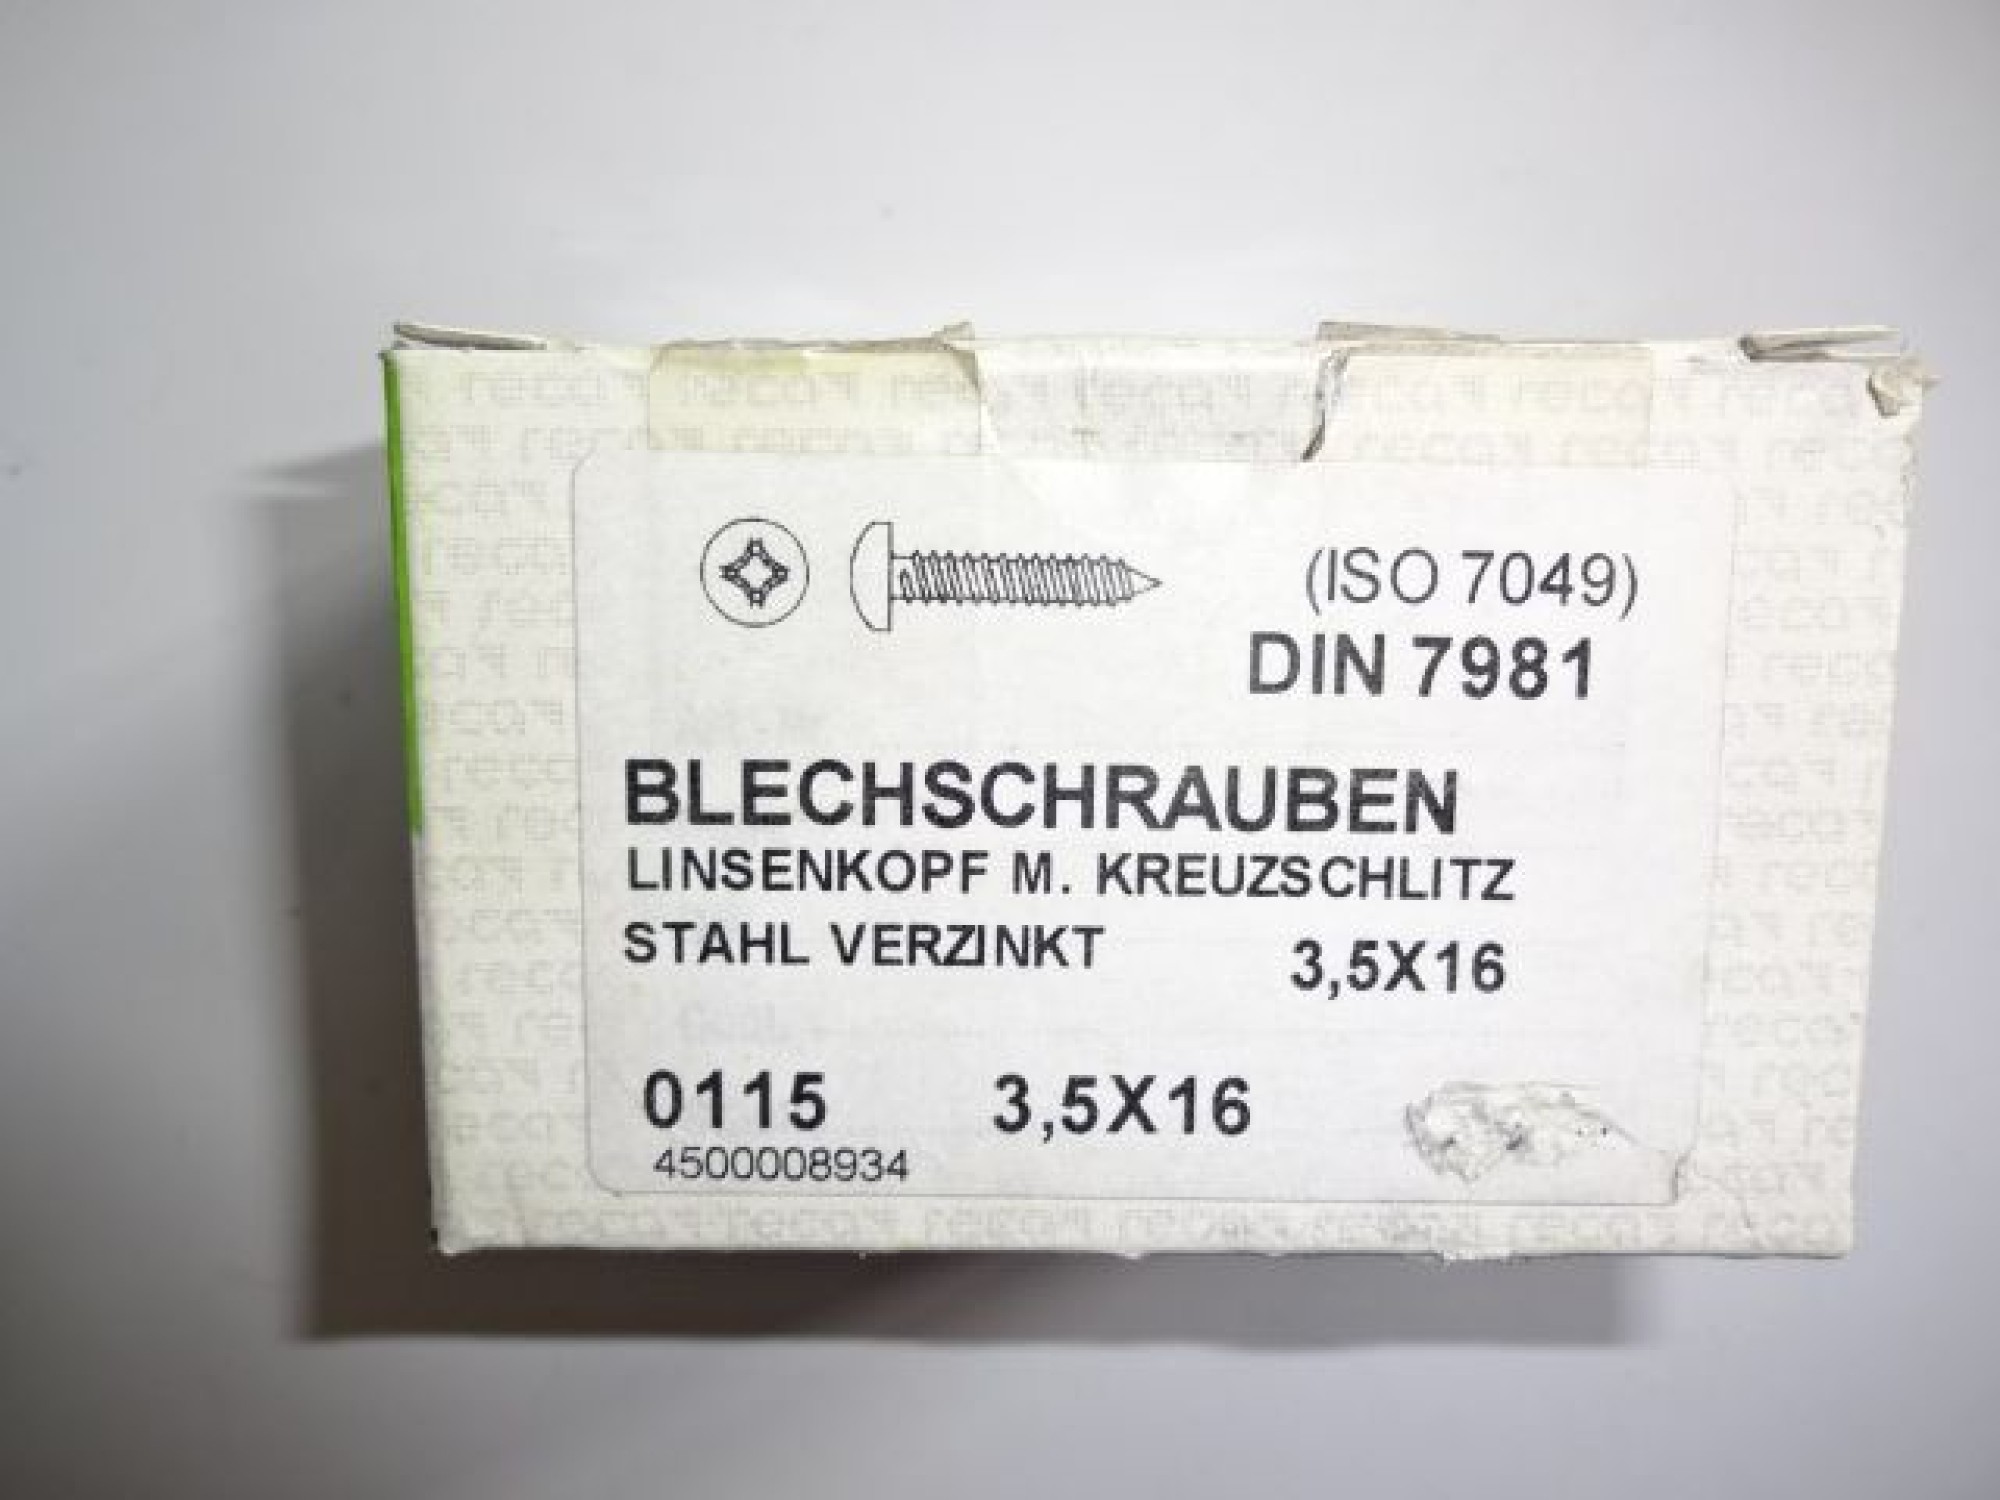 (ISO 7049)
DIN 7981
BLECHSCHRAUBEN
LINSENKOPF M. KREUZSCHLITZ
STAHL VERZINKT 3,5X16
0115 3,5X16
4500008934